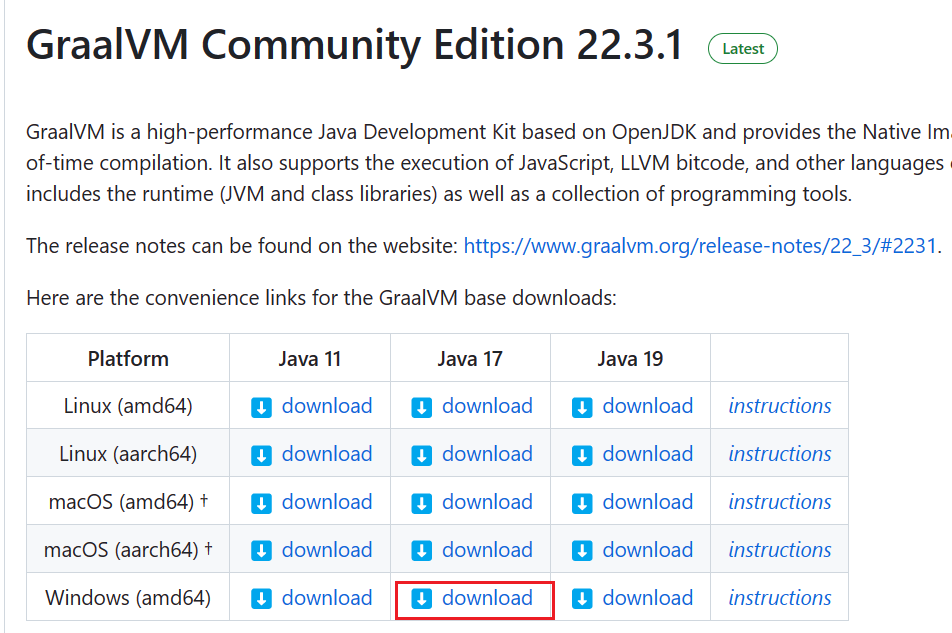 GraalVM Community Edition 22.3.1 Latest
GraalVM is a high-performance Java Development Kit based on OpenJDK and provides the Native
of-time compilation. It also supports the execution of JavaScript, LLVM bitcode, and other languages
includes the runtime (JVM and class libraries) as well as a collection of programming tools.
The release notes can be found on the website: https://www.graalvm.org/release-notes/22_3/#2231.
Here are the convenience links for the GraalVM base downloads:
Platform Java 11 Java 17 Java 19
Linux (amd64) download download download instructions
Linux (aarch64) download download download instructions
macOS (amd64) † download download download instructions
macOS (aarch64) † download download download instructions
Windows (amd64) download download download instructions